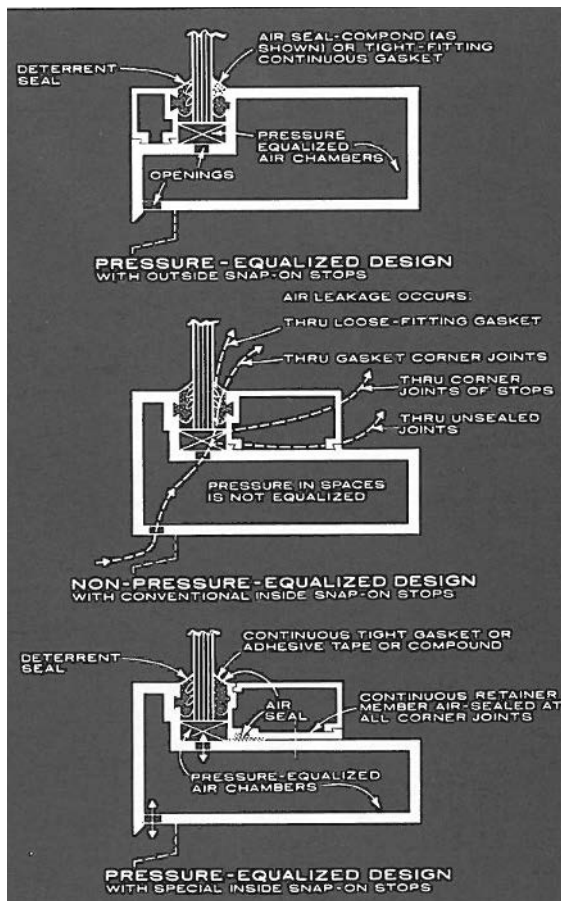 AIR SEAL-COMPOND (AS
SHOWN) OR TIGHT-FITTING
CONTINUOUS GASKET
DETERRENT
SEAL
PRESSURE
EQUALIZED
AIR CHAMBERS
OPENINGS
PRESSURE-EQUALIZED DESIGN
WITH OUTSIDE SNAP-ON STOPS
AIR LEAKAGE OCCURS:
THRU LOOSE-FITTING GASKET
THRU GASKET CORNER JOINTS
THRU CORNER
JOINTS OF STOPS
THRU UNSEALED
JOINTS
PRESSURE IN SPACES
IS NOT EQUALIZED
NON-PRESSURE-EQUALIZED DESIGN
WITH CONVENTIONAL INSIDE SNAP-ON STOPS
CONTINUOUS TIGHT GASKET OR
ADHESIVE TAPE OR COMPOUND
DETERRENT
SEAL
CONTINUOUS RETAINER
MEMBER AIR-SEALED AT
ALL CORNER JOINTS
AIR
SEAL
PRESSURE-EQUALIZED
AIR CHAMBERS
PRESSURE-EQUALIZED DESIGN
WITH SPECIAL INSIDE SNAP-ON STOPS